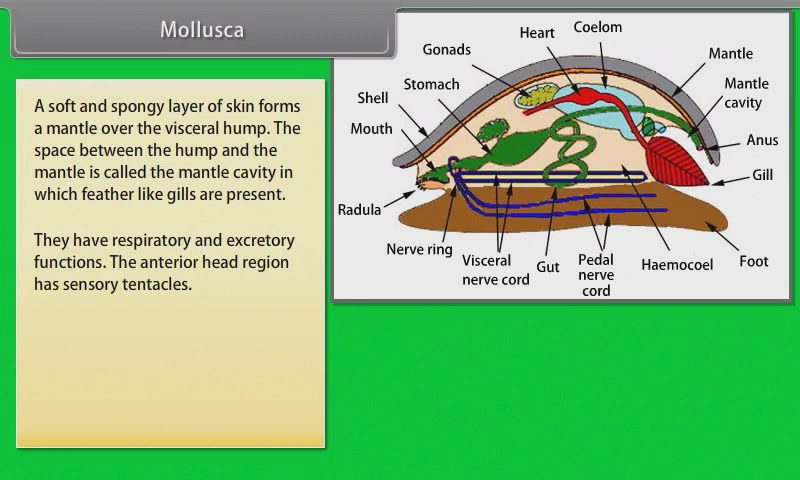 Mollusca
A soft and spongy layer of skin forms
a mantle over the visceral hump. The
space between the hump and the
mantle is called the mantle cavity in
which feather like gills are present.
They have respiratory and excretory
functions. The anterior head region
has sensory tentacles.
Heart
Coelom
Gonads
Mantle
Stomach
Mantle
cavity
Shell
Mouth
Anus
Gill
Radula
Nerve ring
Visceral
nerve cord
Gut
Pedal
nerve
cord
Haemocoel
Foot